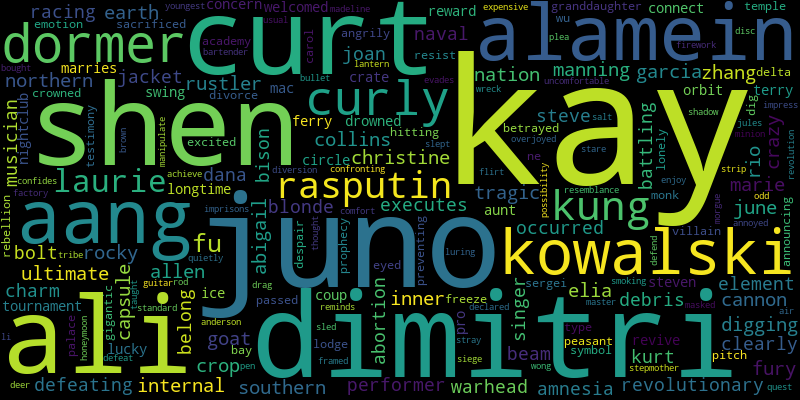 racing earth sacrificed curt concern welcomed madeline usual youngest granddaughter connect temple
emotion marries academy bartender angrily carol reward expensive wu plea firework disc
dormer joan naval resist alamein
northern jacket rustler crate bullet lantern evades nation manning garcia zhang delta
bought crowned swing divorce mac wreck uncomfortable orbit terry impress
nightclub musician testimony shen curly kay steve salt shadow dig jules minion
brown manipulate excited ferry drowned hitting slept betrayed overjoyed stare battling lonely rio crazy revolution
collins circle christine ne strip
laurie achieve dana bison diversion confronting flirt possibility resemblance marie
confides longtime rasputin tragic kung enjoy monk morgue odd
rebellion aang imprisons abigail blonde comfort executes aunt june annoyed announcing
factory fu quietly despair thought prophecy eyed preventing luring occurred defend villain
bolt tribe rocky juno kowalski masked
ultimate guitar rod allen drag passed coup inner freeze declared sergei smoking steven air
charm caught capsule ice reminds pro master elia debris element
tournament gigantic standard belong anderson sled abortion singer type revive cannon
li palace honeymoon goat bay lodge stray beam peasant symbol digging
ali lucky defeat crop pen framed siege wong kurt stepmother pitch clearly fury
deer defeating internal southern dimitri performer warhead amnesia revolutionary quest